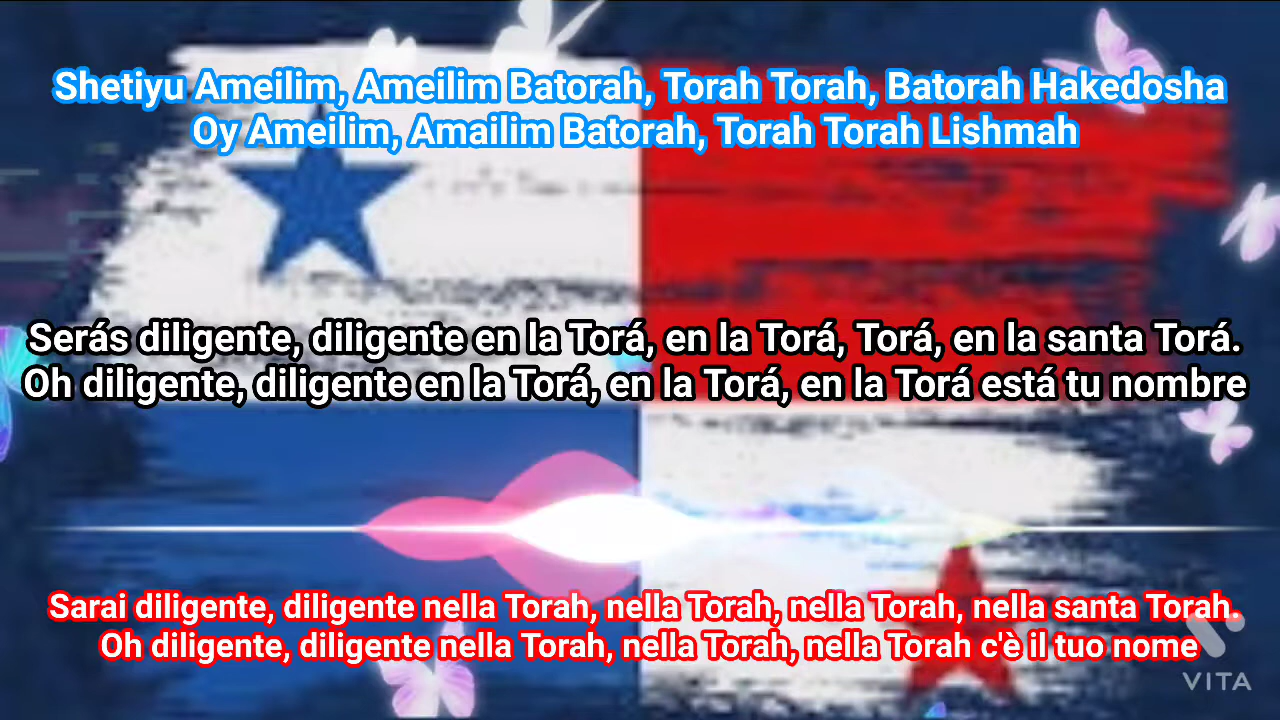 Shetiyu Ameilim, Ameilim Batorah, Torah Torah, Batorah Hakedosha
Oy Ameilim, Amailim Batorah, Torah Torah Lishmah
Serás diligente, diligente en la Torá, en la Torá, Torá, en la santa Torá.
Oh diligente, diligente en la Torá, en la Torá, en la Torá está tu nombre
Sarai diligente, diligente nella Torah, nella Torah, nella Torah, nella santa Torah.
Oh diligente, diligente nella Torah, nella Torah, nella Torah c'è il tuo nome
VITA